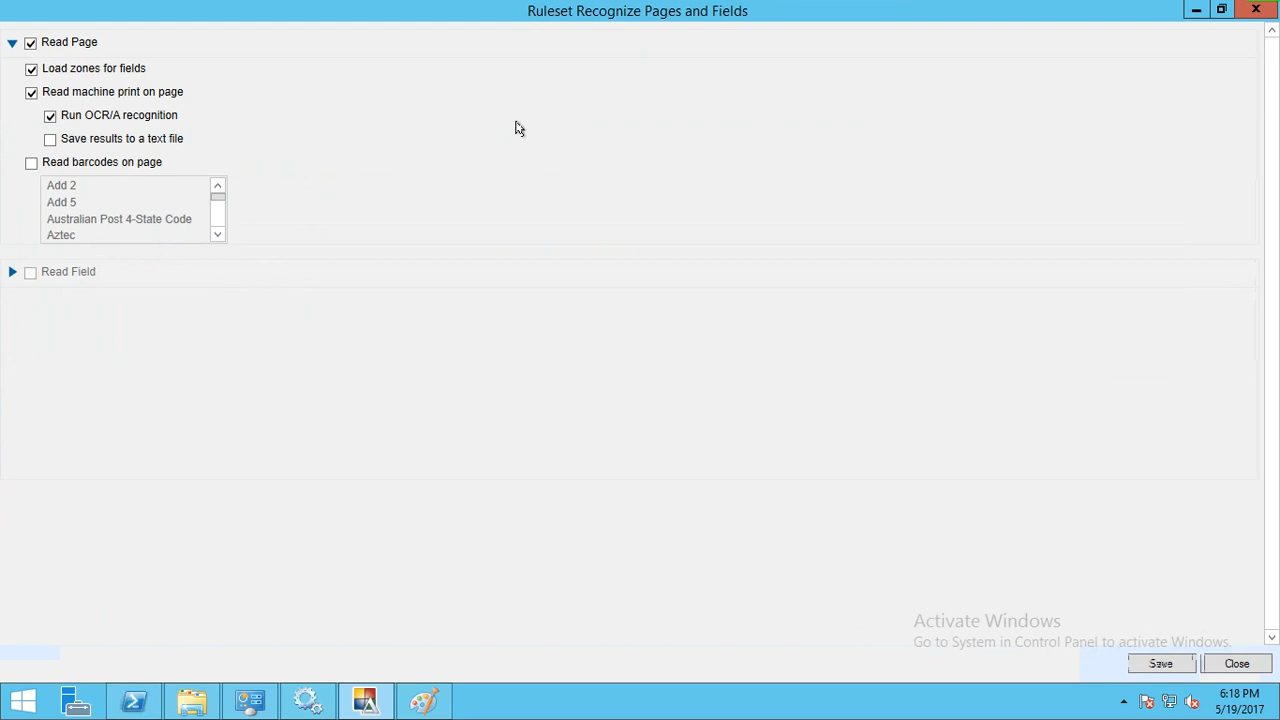 Ruleset Recognize Pages and Fields
Read Page
Load zones for fields
Read machine print on page
Run OCR/A recognition
Save results to a text file
Read barcodes on page
Add 2
Add 5
Australian Post 4-State Code
Aztec
Read Field
Activate Windows
Go to System in Control Panel to activate Windows.
Save
Close
6:18 PM
5/19/2017